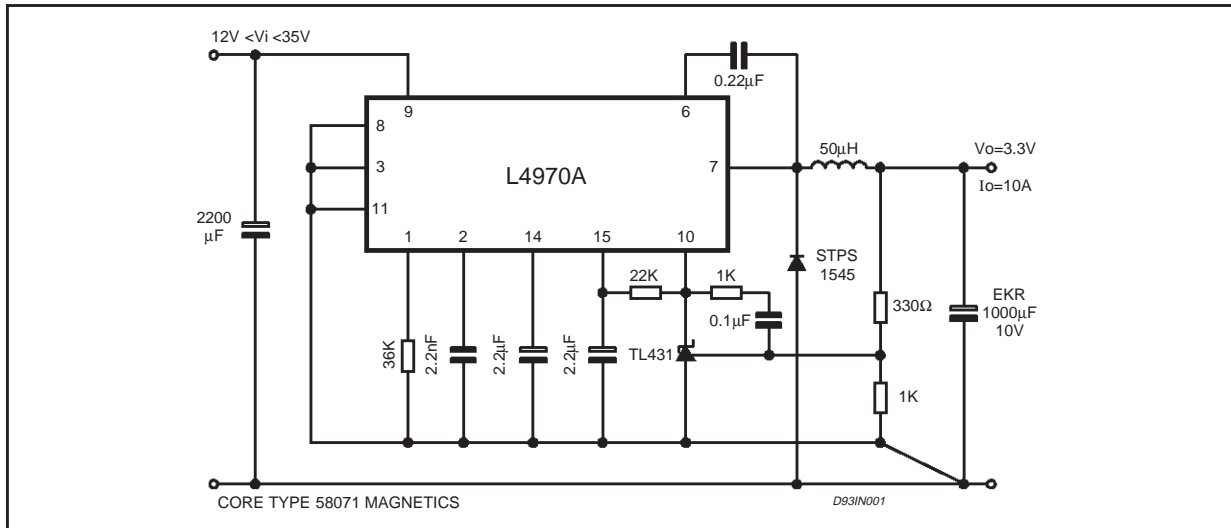 12V <Vi <35V
0.22μF
9
6
8
3
11
L4970A
7
50μH
Vo=3.3V
Io=10A
2200
μF
1
2
14
15
10
STPS
1545
22K
1K
0.1μF
330Ω
EKR
1000μF
10V
36K
2.2nF
2.2μF
2.2μF
TL431
1K
CORE TYPE 58071 MAGNETICS
D93IN001